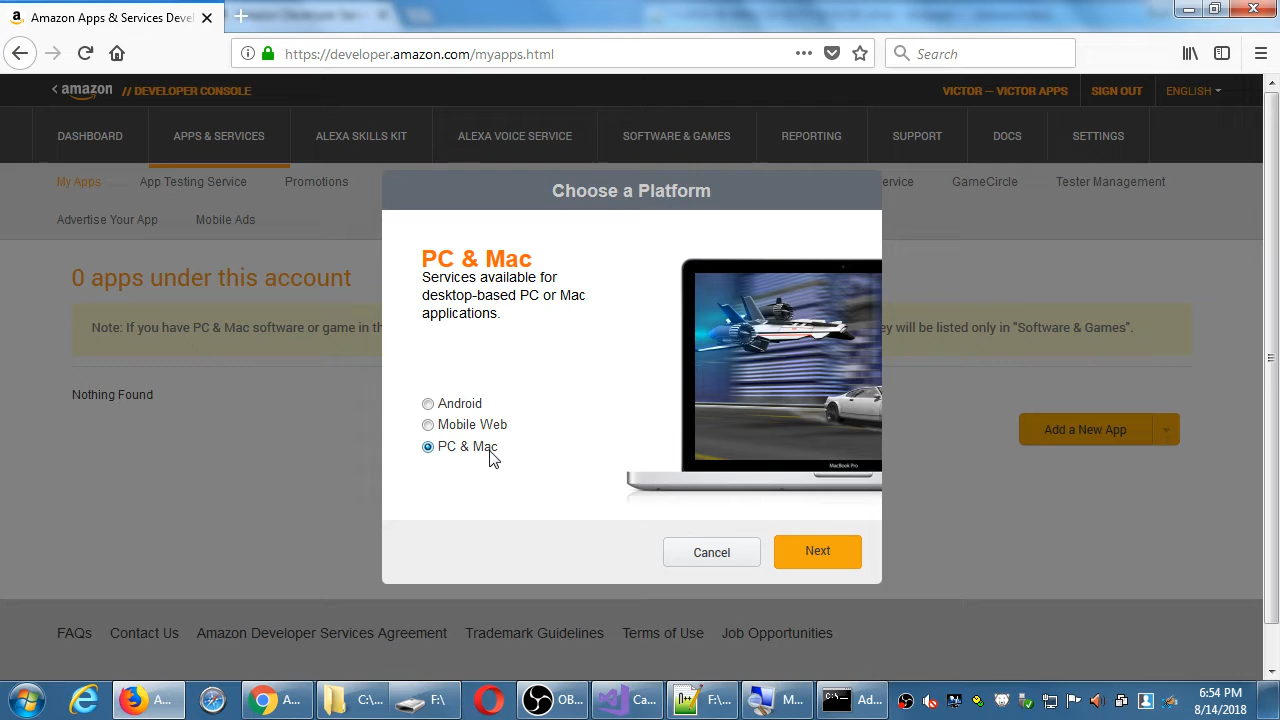 Amazon Apps & Services Devel
https://developer.amazon.com/myapps.html
Search
amazon // DEVELOPER CONSOLE
VICTOR — VICTOR APPS
SIGN OUT
ENGLISH
DASHBOARD
APPS & SERVICES
ALEXA SKILLS KIT
ALEXA VOICE SERVICE
SOFTWARE & GAMES
REPORTING
SUPPORT
DOCS
SETTINGS
My Apps
App Testing Service
Promotions
ervice
GameCircle
Tester Management
Advertise Your App
Mobile Ads
Choose a Platform
PC & Mac
Services available for
desktop-based PC or Mac
applications.
0 apps under this account
Note: If you have PC & Mac software or game in th
ey will be listed only in "Software & Games".
Nothing Found
Android
Mobile Web
PC & Mac
MacBook Pro
Add a New App
Cancel
Next
FAQs
Contact Us
Amazon Developer Services Agreement
Trademark Guidelines
Terms of Use
Job Opportunities
A...
A...
C:\...
F:\
OB...
Ca...
F:\...
M...
Ad...
6:54 PM
8/14/2018